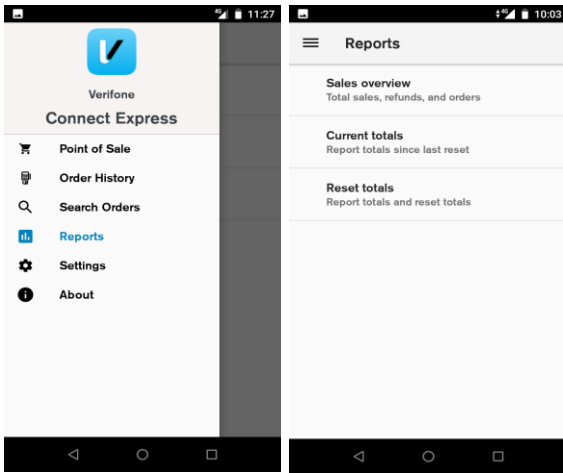 4G 11:27
Verifone
Connect Express
Point of Sale
Order History
Search Orders
Reports
Settings
About
4G 10:03
Reports
Sales overview
Total sales, refunds, and orders
Current totals
Report totals since last reset
Reset totals
Report totals and reset totals